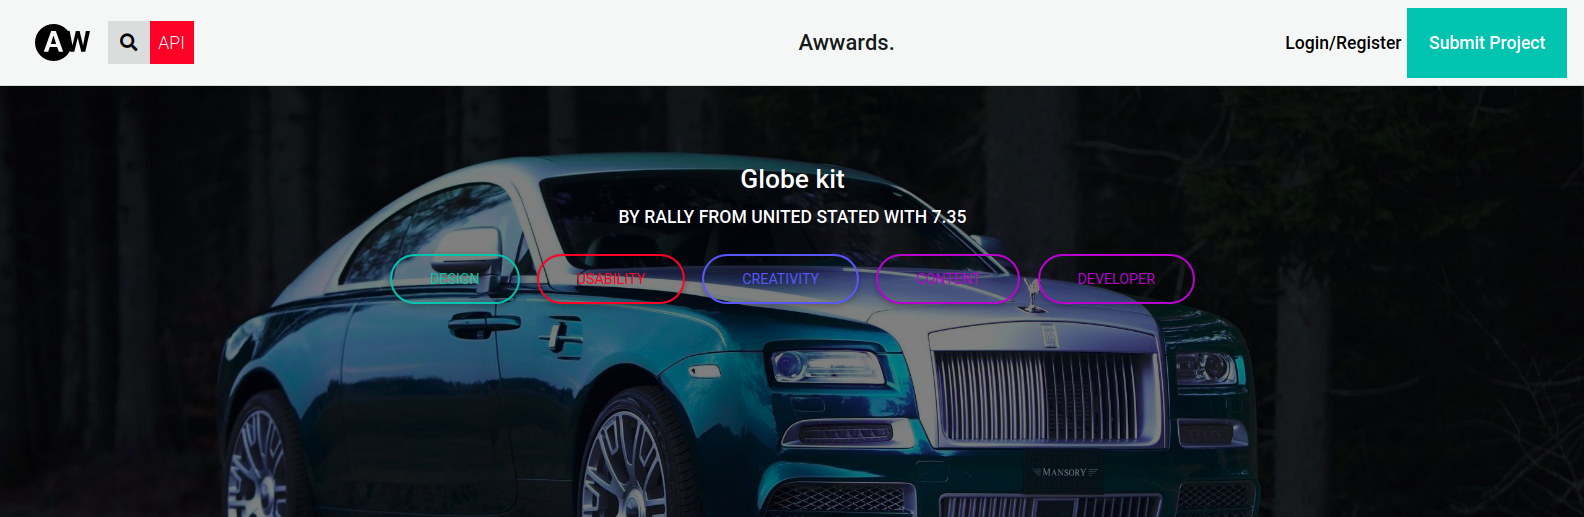 AW
API
Awwards.
Login/Register
Submit Project
Globe kit
BY RALLY FROM UNITED STATED WITH 7.35
DESIGN
USABILITY
CREATIVITY
CONTENT
DEVELOPER
MANSORY